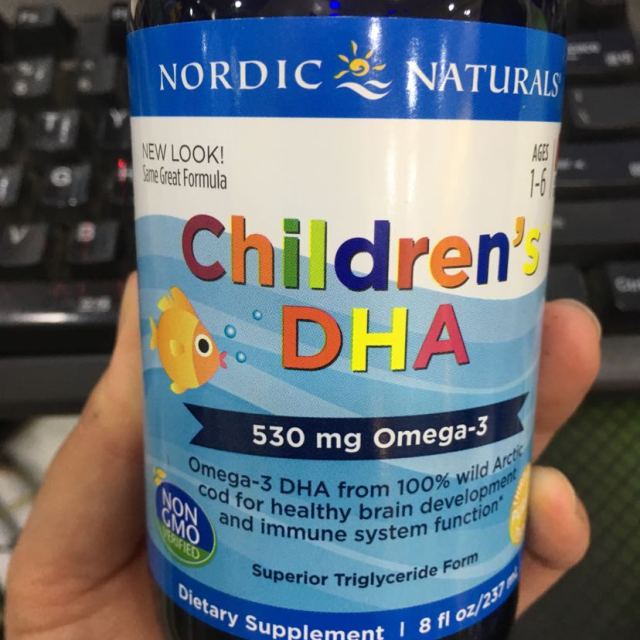 NORDIC NATURALS
NEW LOOK!
Same Great Formula
AGES
1-6
Children's
DHA
530 mg Omega-3
Omega-3 DHA from 100% wild Arctic
cod for healthy brain development
and immune system function*
NON
GMO
VERIFIED
Superior Triglyceride Form
Dietary Supplement | 8 fl oz/237 mL